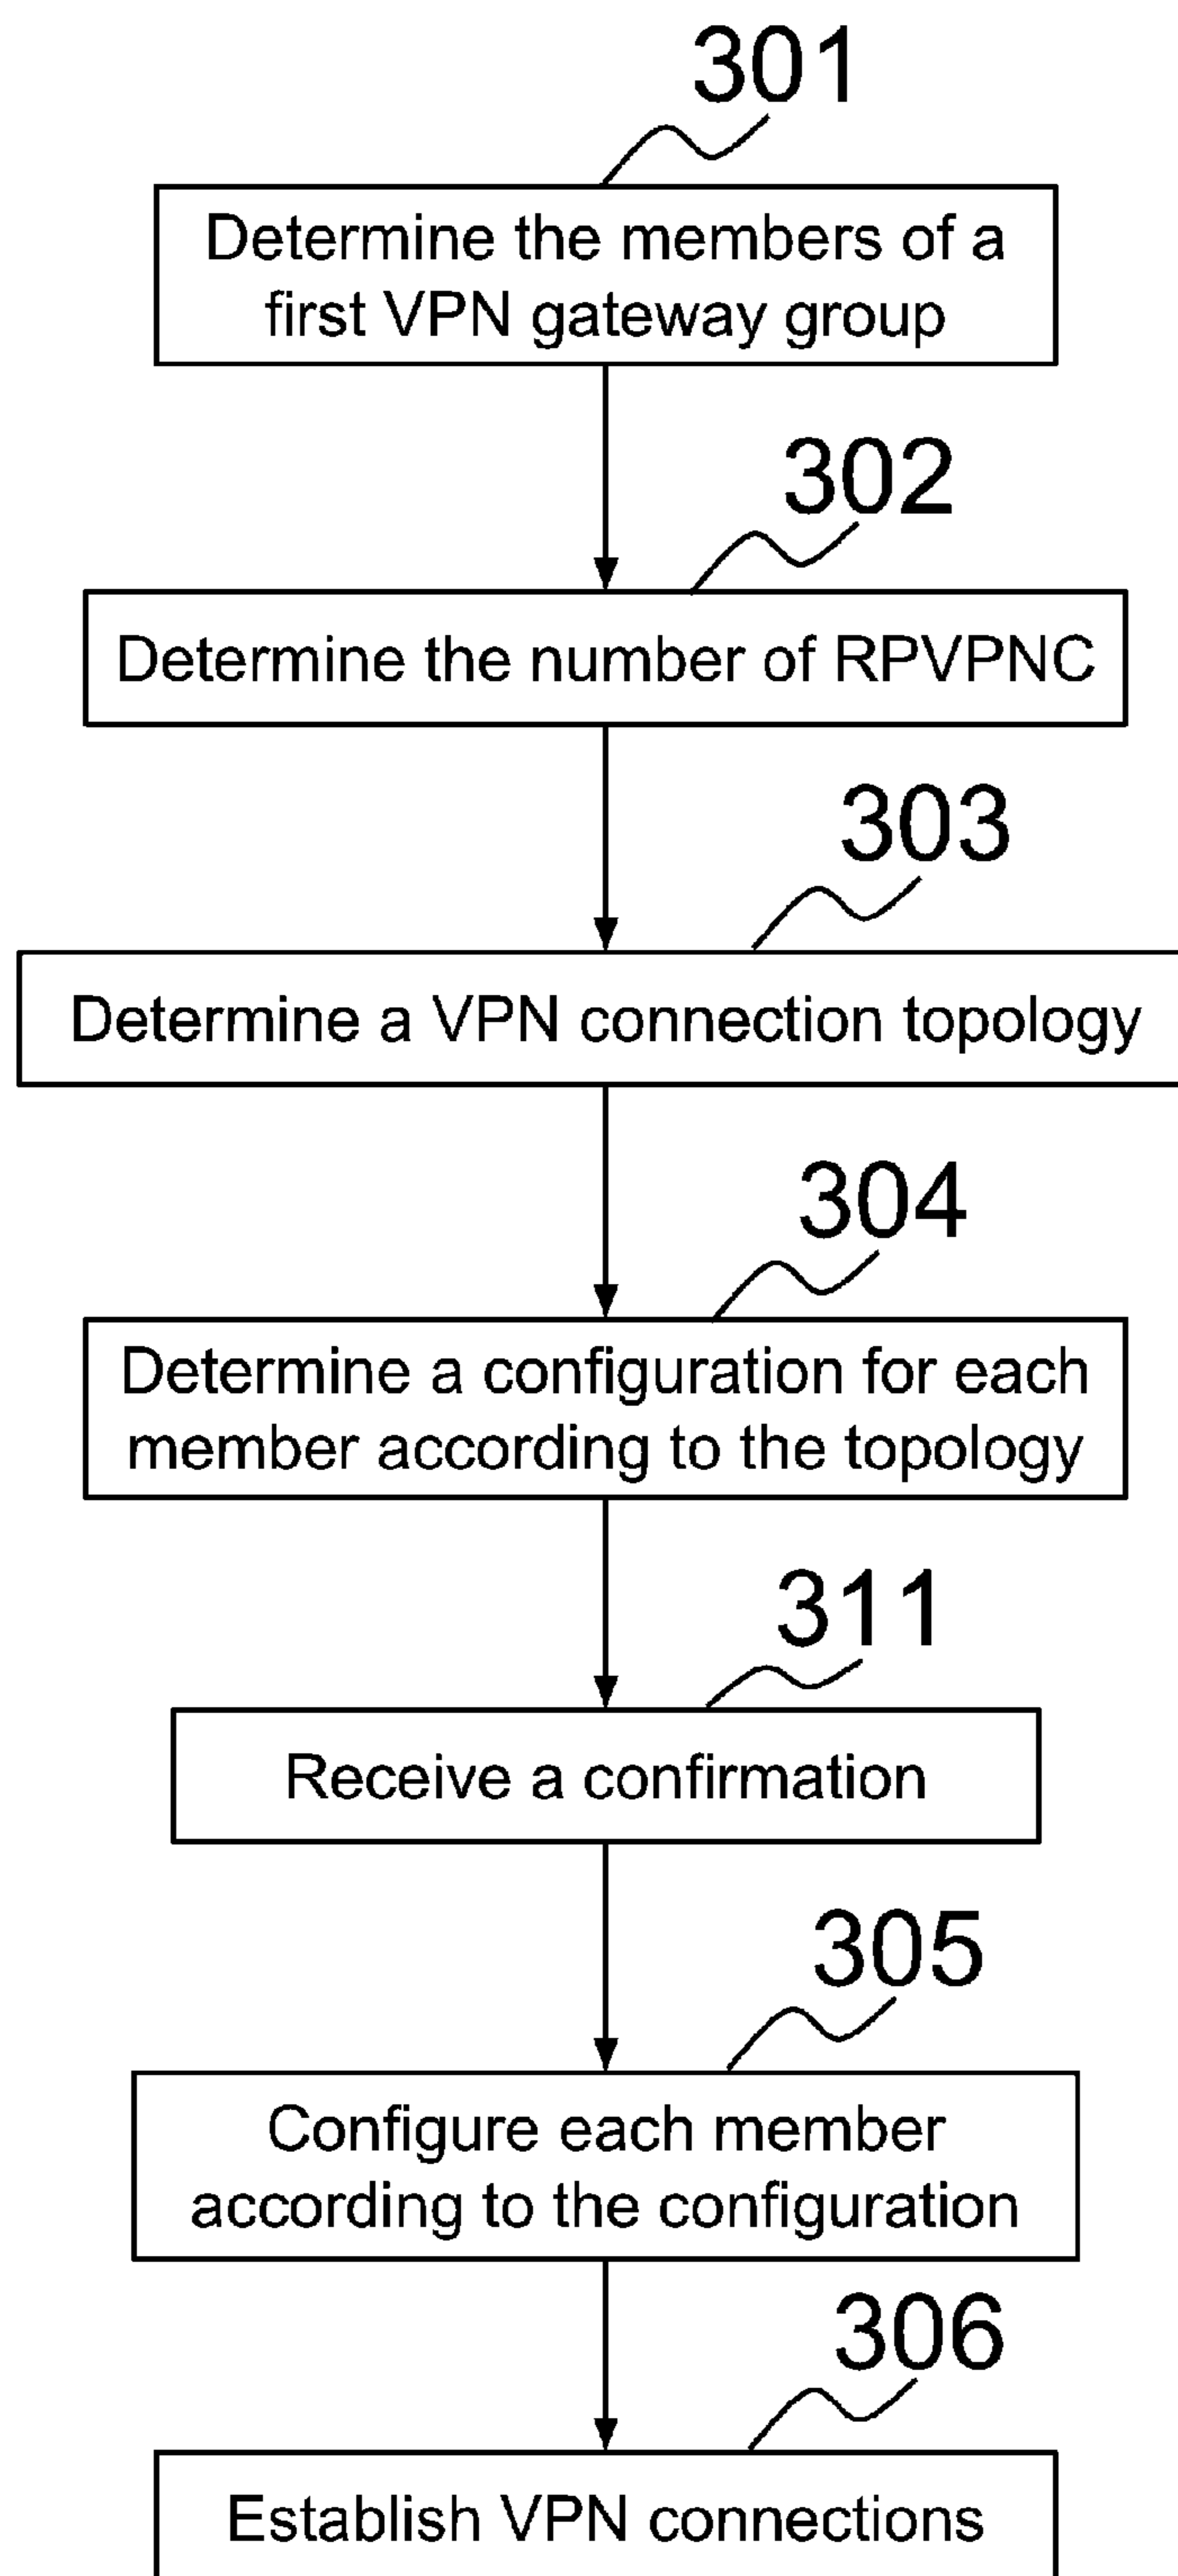 301
Determine the members of a
first VPN gateway group
302
Determine the number of RPVPNC
303
Determine a VPN connection topology
304
Determine a configuration for each
member according to the topology
311
Receive a confirmation
305
Configure each member
according to the configuration
306
Establish VPN connections